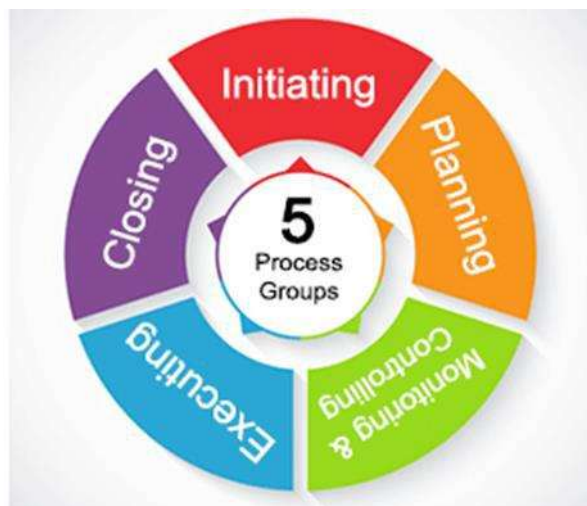 Initiating
Planning
Monitoring &
Controlling
Executing
Closing
5
Process
Groups